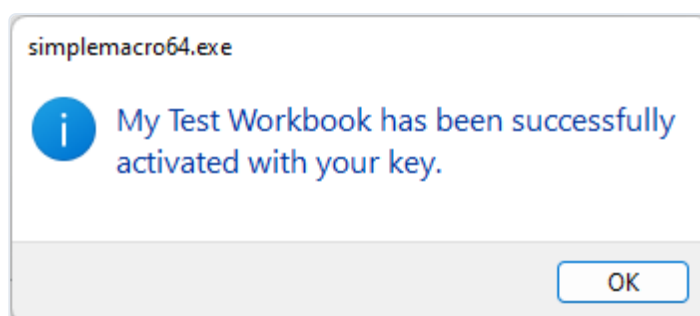 simplemacro64.exe
My Test Workbook has been successfully
activated with your key.
OK